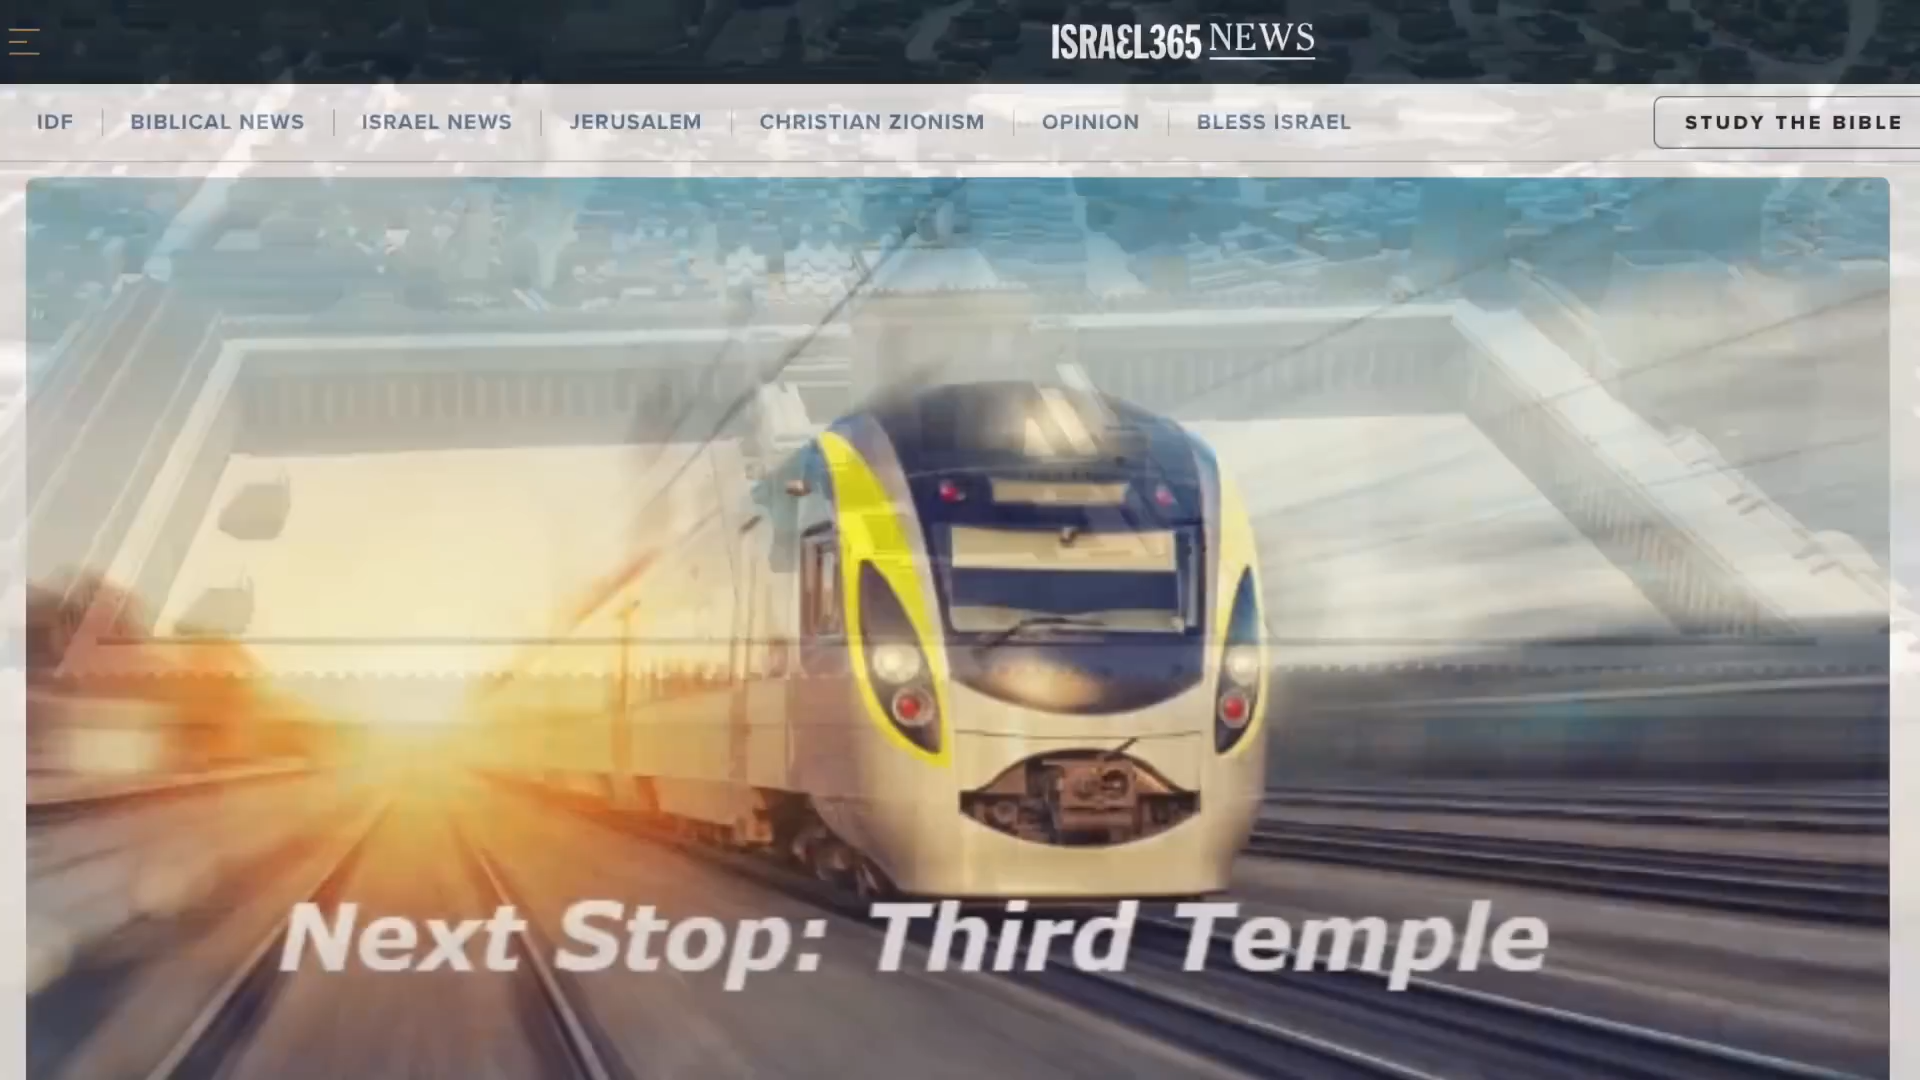 ISRAEL365 NEWS
IDF
BIBLICAL NEWS
ISRAEL NEWS
JERUSALEM
CHRISTIAN ZIONISM
OPINION
BLESS ISRAEL
STUDY THE BIBLE
Next Stop: Third Temple